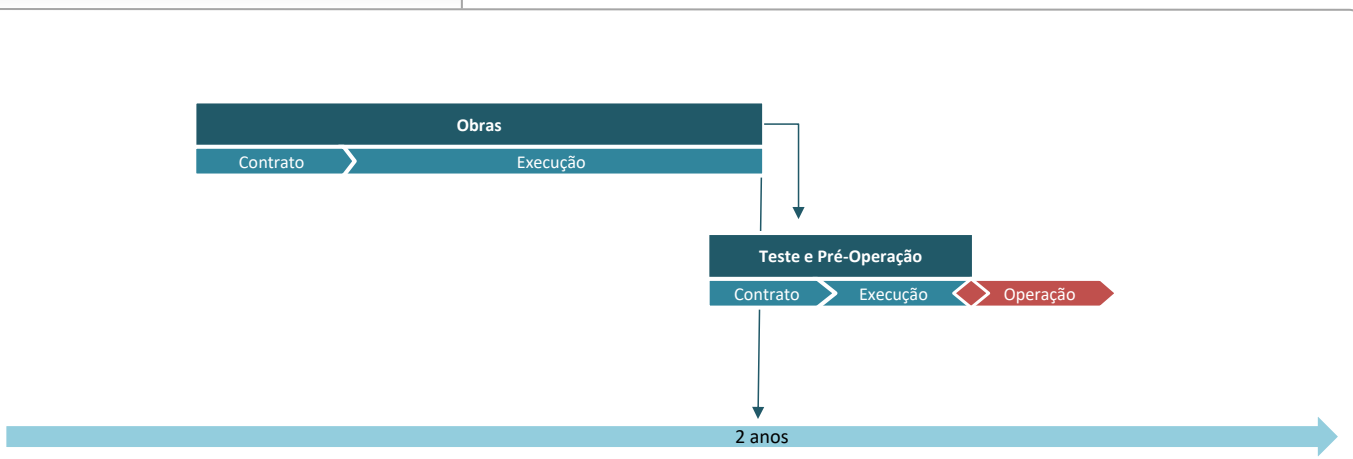 Obras
Contrato
Execução
Teste e Pré-Operação
Contrato
Execução
Operação
2 anos